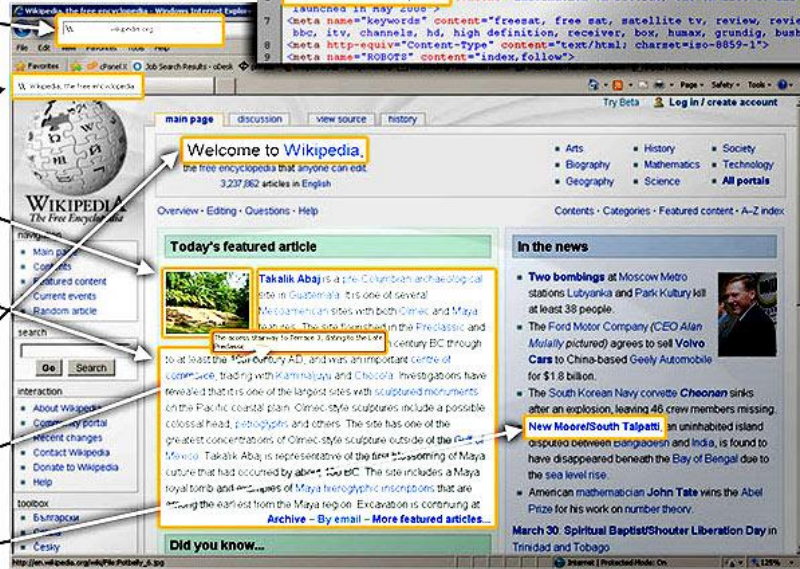 Wikipedia, the free encyclopedia - Windows Internet Explorer
launched in May 2008">
7 <meta name="keywords" content="freesat, free sat, satellite tv, review, revie
bbc, itv, channels, hd, high definition, receiver, box, humax, grundig, bush
8 <meta http-equiv="Content-Type" content="text/html; charset=iso-8859-1">
9 <meta name="ROBOTS" content="index,follow">
File Edit View Favorites Tools Help
Favorites cPanel X Job Search Results - oDesk
Wikipedia, the free encyclopedia
Page Safety Tools
Try Beta Log in / create account
main page discussion view source history
Welcome to Wikipedia,
the free encyclopedia that anyone can edit.
3,237,862 articles in English
Arts History Society
Biography Mathematics Technology
Geography Science All portals
WIKIPEDIA
The Free Encyclopedia
Overview · Editing · Questions · Help
Contents · Categories · Featured content · A–Z index
navigation
Main page
Contents
Featured content
Current events
Random article
search
Go Search
interaction
About Wikipedia
Community portal
Recent changes
Contact Wikipedia
Donate to Wikipedia
Help
toolbox
Български
Česky
Today's featured article
Takalik Abaj is a pre-Columbian archaeological
site in Guatemala. It is one of several
Mesoamerican sites with both Olmec and Maya
features. The site flourished in the Preclassic and
century BC through
The access stairway to Terrace 3, dating to the Late
Preclassic
to at least the century AD, and was an important centre of
commerce, trading with Kaminaljuyu and Chocola. Investigations have
revealed that it is one of the largest sites with sculptured monuments
on the Pacific coastal plain. Olmec-style sculptures include a possible
colossal head, petroglyphs and others. The site has one of the
greatest concentrations of Olmec-style sculpture outside of the Gulf of
Mexico. Takalik Abaj is representative of the first blossoming of Maya
culture that had occurred by about 400 BC. The site includes a Maya
royal tomb and examples of Maya hieroglyphic inscriptions that are
among the earliest from the Maya region. Excavation is continuing at
Archive – By email – More featured articles...
Did you know...
In the news
Two bombings at Moscow Metro
stations Lubyanka and Park Kultury kill
at least 38 people.
The Ford Motor Company (CEO Alan
Mulally pictured) agrees to sell Volvo
Cars to China-based Geely Automobile
for $1.8 billion.
The South Korean Navy corvette Cheonan sinks
after an explosion, leaving 46 crew members missing.
New Moore/South Talpatti, an uninhabited island
disputed between Bangladesh and India, is found to
have disappeared beneath the Bay of Bengal due to
the sea level rise.
American mathematician John Tate wins the Abel
Prize for his work on number theory.
March 30: Spiritual Baptist/Shouter Liberation Day in
Trinidad and Tobago
http://en.wikipedia.org/wiki/File:Potbelly_6.jpg
Internet | Protected Mode: On
125%